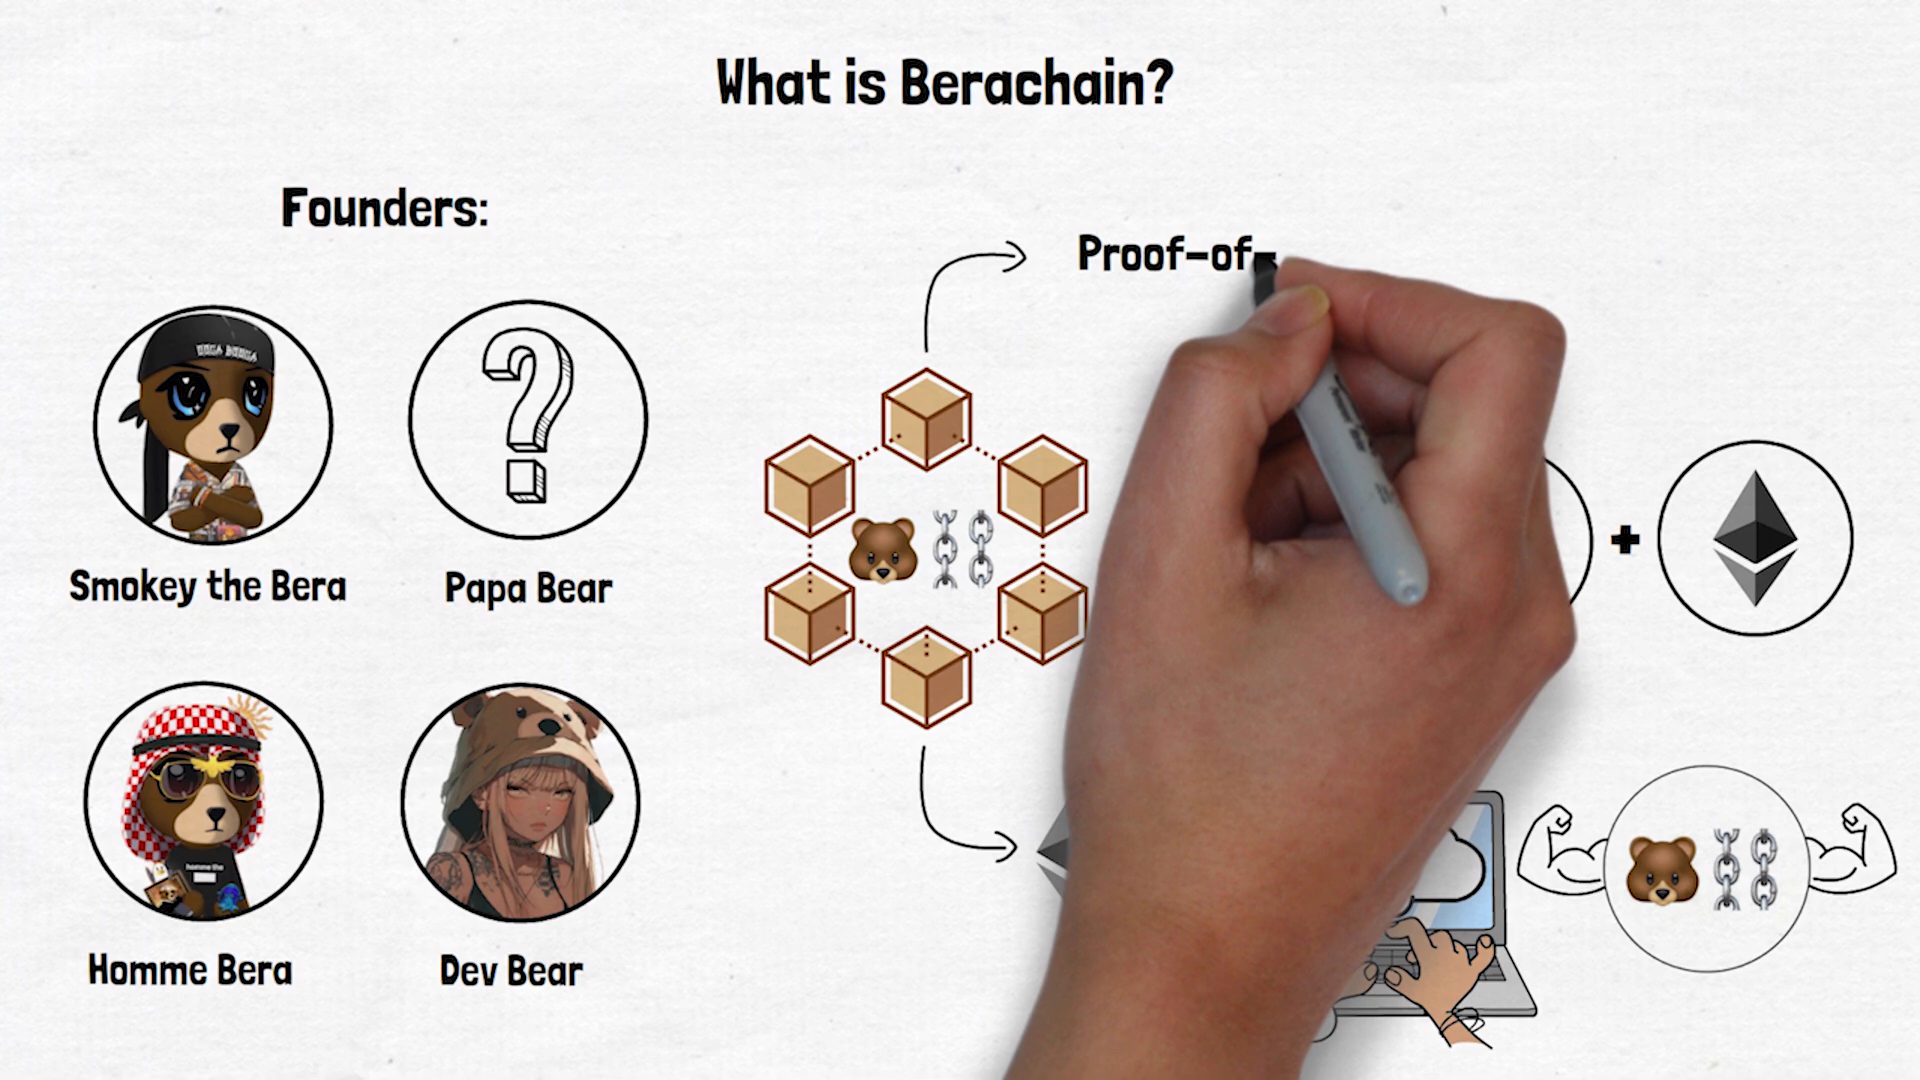 What is Berachain?
Founders:
Proof-of-
Smokey the Bera
Papa Bear
Homme Bera
Dev Bear